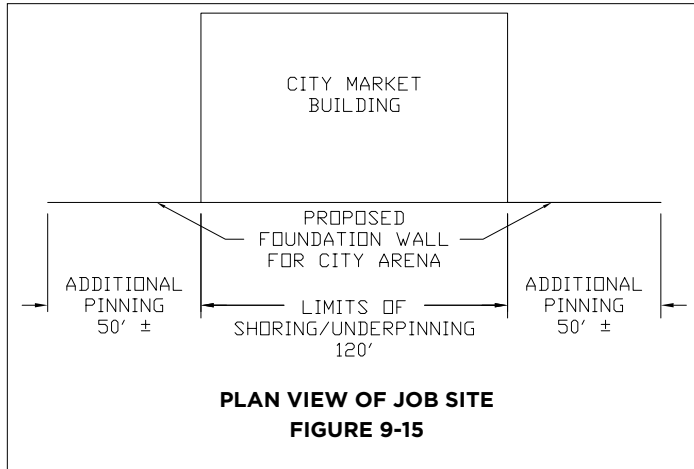 CITY MARKET
BUILDING
PROPOSED
FOUNDATION WALL
FOR CITY ARENA
ADDITIONAL
PINNING
50' ±
LIMITS OF
SHORING/UNDERPINNING
120'
ADDITIONAL
PINNING
50' ±
PLAN VIEW OF JOB SITE
FIGURE 9-15